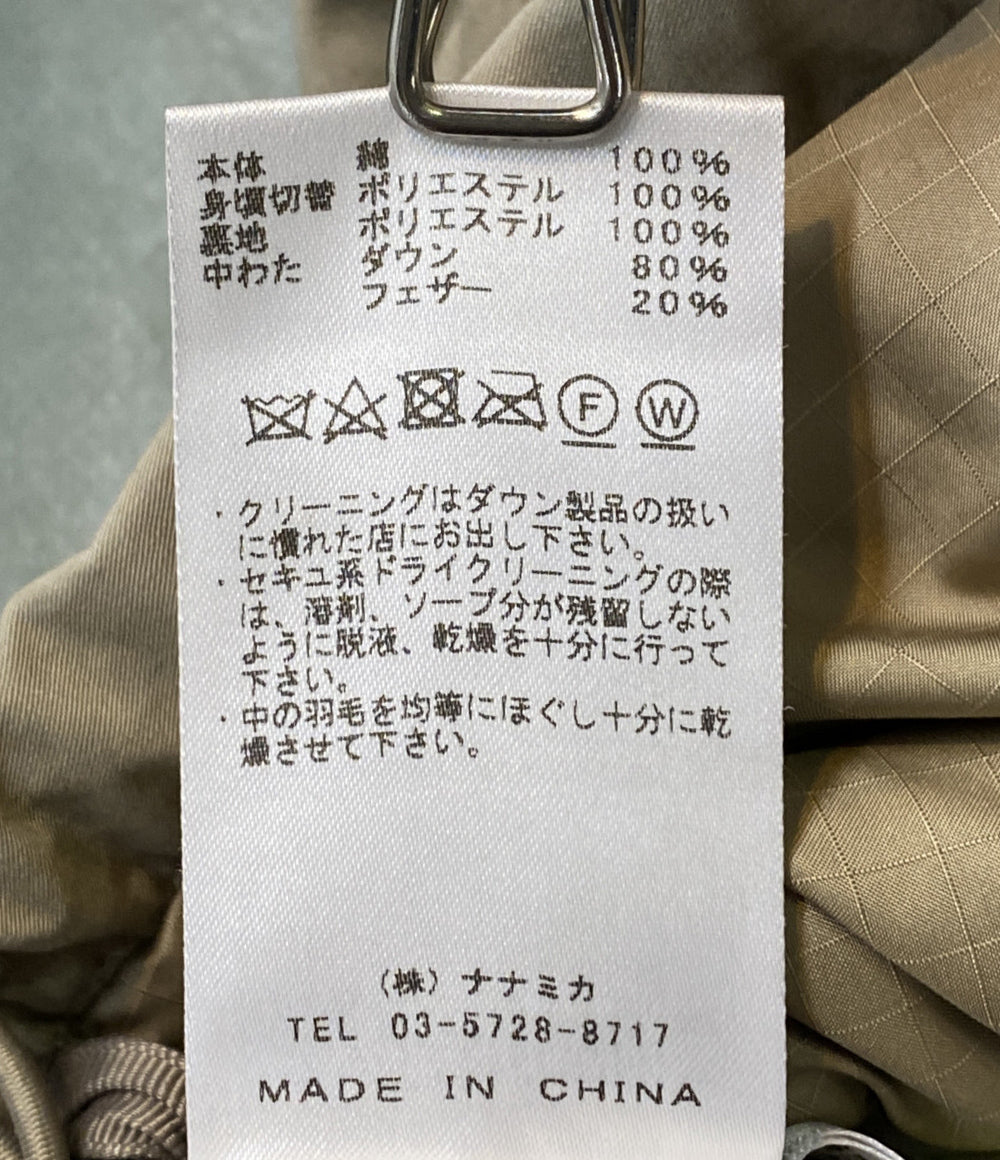 本体 綿 100%
身頃切替 ポリエステル 100%
裏地 ポリエステル 100%
中わた ダウン 80%
フェザー 20%
F W
・クリーニングはダウン製品の扱い
に慣れた店にお出し下さい。
・セキユ系ドライクリーニングの際
は、溶剤、ソープ分が残留しない
ように脱液、乾燥を十分に行って
下さい。
・中の羽毛を均等にほぐし十分に乾
燥させて下さい。
(株)ナナミカ
TEL 03-5728-8717
MADE IN CHINA